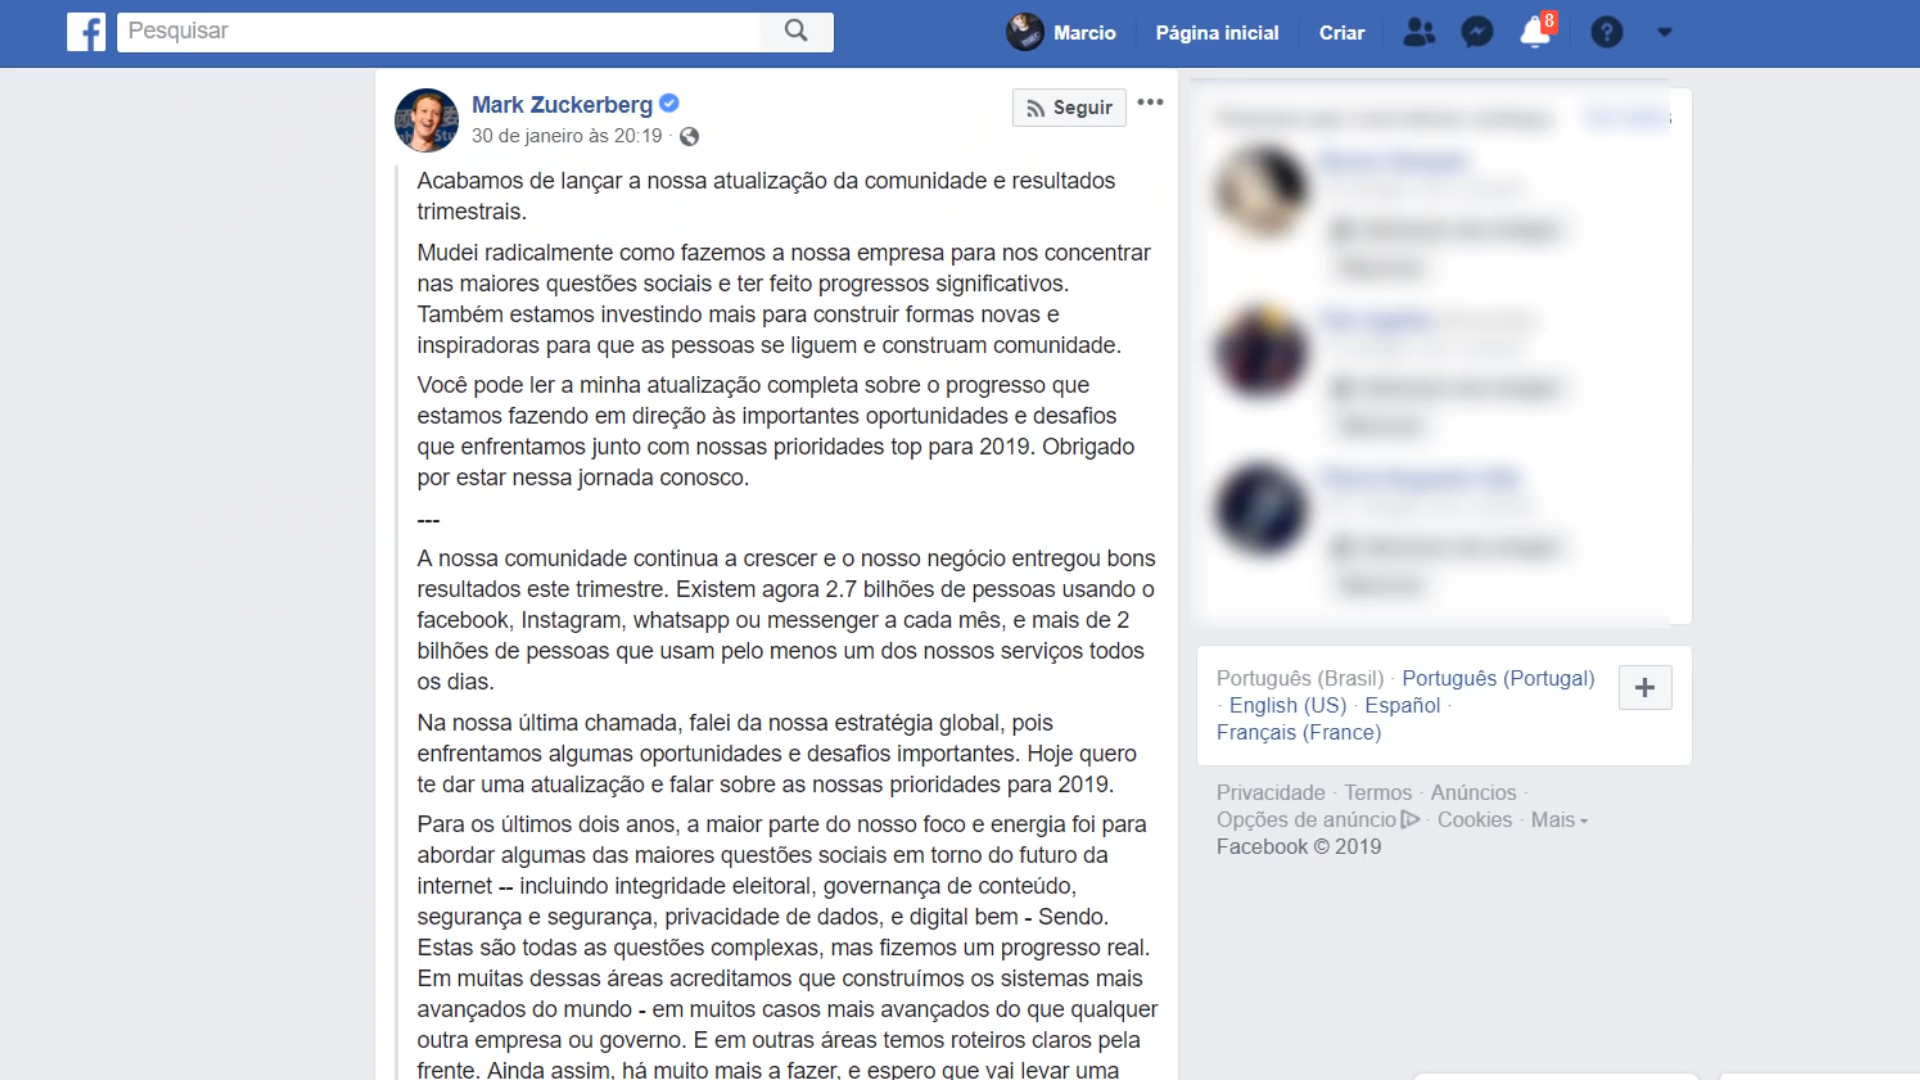 Pesquisar
Marcio
Página inicial
Criar
8
Mark Zuckerberg
30 de janeiro às 20:19 ·
Seguir
Acabamos de lançar a nossa atualização da comunidade e resultados
trimestrais.
Mudei radicalmente como fazemos a nossa empresa para nos concentrar
nas maiores questões sociais e ter feito progressos significativos.
Também estamos investindo mais para construir formas novas e
inspiradoras para que as pessoas se liguem e construam comunidade.
Você pode ler a minha atualização completa sobre o progresso que
estamos fazendo em direção às importantes oportunidades e desafios
que enfrentamos junto com nossas prioridades top para 2019. Obrigado
por estar nessa jornada conosco.
---
A nossa comunidade continua a crescer e o nosso negócio entregou bons
resultados este trimestre. Existem agora 2.7 bilhões de pessoas usando o
facebook, Instagram, whatsapp ou messenger a cada mês, e mais de 2
bilhões de pessoas que usam pelo menos um dos nossos serviços todos
os dias.
Na nossa última chamada, falei da nossa estratégia global, pois
enfrentamos algumas oportunidades e desafios importantes. Hoje quero
te dar uma atualização e falar sobre as nossas prioridades para 2019.
Para os últimos dois anos, a maior parte do nosso foco e energia foi para
abordar algumas das maiores questões sociais em torno do futuro da
internet -- incluindo integridade eleitoral, governança de conteúdo,
segurança e segurança, privacidade de dados, e digital bem - Sendo.
Estas são todas as questões complexas, mas fizemos um progresso real.
Em muitas dessas áreas acreditamos que construímos os sistemas mais
avançados do mundo - em muitos casos mais avançados do que qualquer
outra empresa ou governo. E em outras áreas temos roteiros claros pela
frente. Ainda assim, há muito mais a fazer, e espero que vai levar uma
Português (Brasil) · Português (Portugal)
· English (US) · Español ·
Français (France)
Privacidade · Termos · Anúncios ·
Opções de anúncio · Cookies · Mais
Facebook © 2019